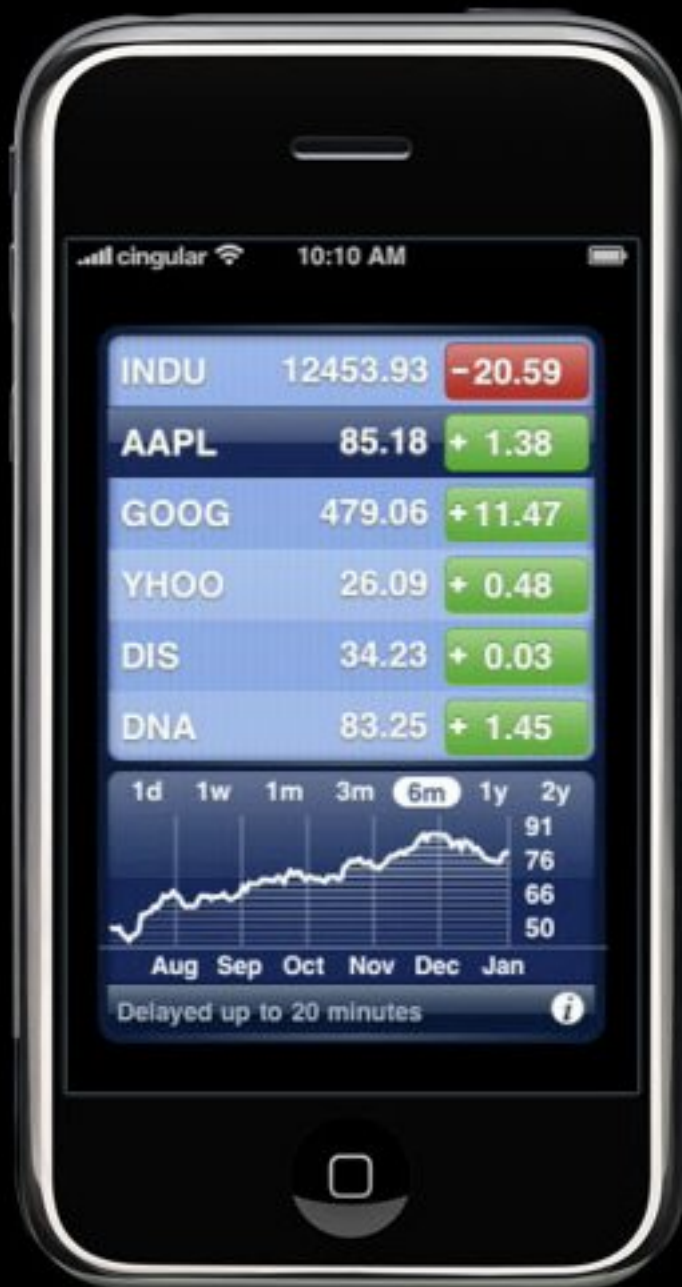 cingular 10:10 AM
INDU 12453.93 -20.59
AAPL 85.18 + 1.38
GOOG 479.06 +11.47
YHOO 26.09 + 0.48
DIS 34.23 + 0.03
DNA 83.25 + 1.45
1d 1w 1m 3m 6m 1y 2y
91
76
66
50
Aug Sep Oct Nov Dec Jan
Delayed up to 20 minutes i